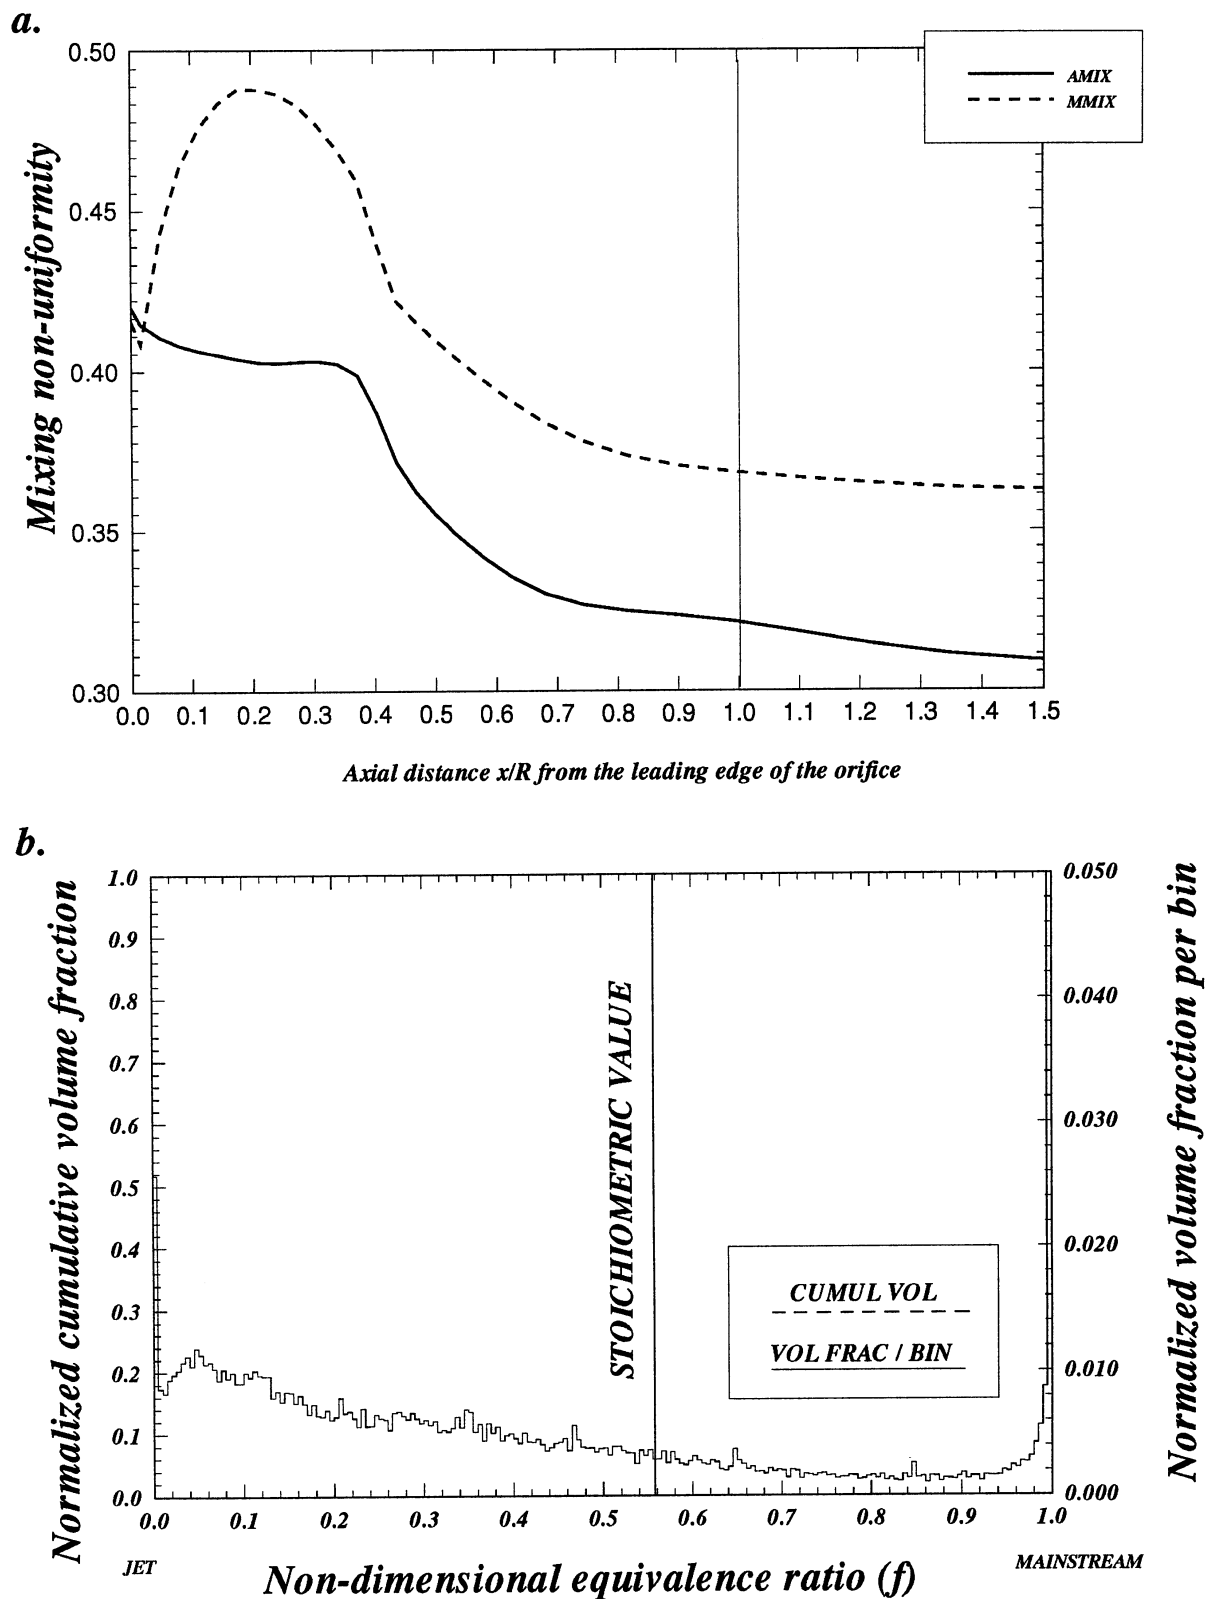 a.
0.50
0.45
0.40
0.35
0.30
Mixing non-uniformity
AMIX
MMIX
0.0 0.1 0.2 0.3 0.4 0.5 0.6 0.7 0.8 0.9 1.0 1.1 1.2 1.3 1.4 1.5
Axial distance x/R from the leading edge of the orifice
b.
Normalized cumulative volume fraction
1.0
0.9
0.8
0.7
0.6
0.5
0.4
0.3
0.2
0.1
0.0
STOICHIOMETRIC VALUE
CUMUL VOL
VOL FRAC / BIN
0.050
0.040
0.030
0.020
0.010
0.000
Normalized volume fraction per bin
0.0 0.1 0.2 0.3 0.4 0.5 0.6 0.7 0.8 0.9 1.0
JET
MAINSTREAM
Non-dimensional equivalence ratio (f)